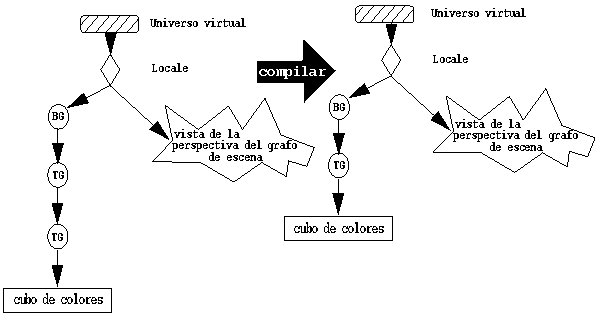 Universo virtual
Locale
BG
vista de la
perspectiva del grafo
de escena
TG
TG
cubo de colores
compilar
Universo virtual
Locale
BG
vista de la
perspectiva del grafo
de escena
TG
cubo de colores